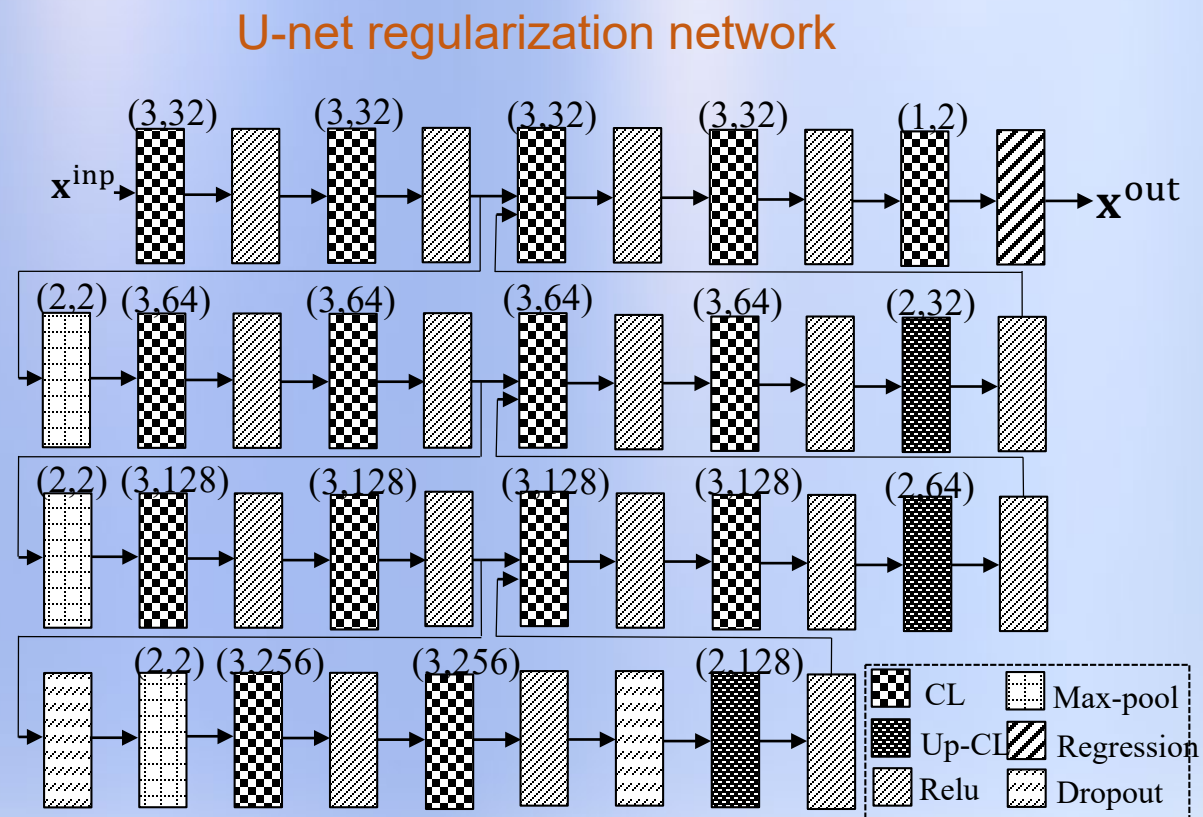 U-net regularization network
(3,32) (3,32) (3,32) (3,32) (1,2)
x^inp x^out
(2,2) (3,64) (3,64) (3,64) (3,64) (2,32)
(2,2) (3,128) (3,128) (3,128) (3,128) (2,64)
(2,2) (3,256) (3,256) (2,128)
CL Max-pool
Up-CL Regression
Relu Dropout